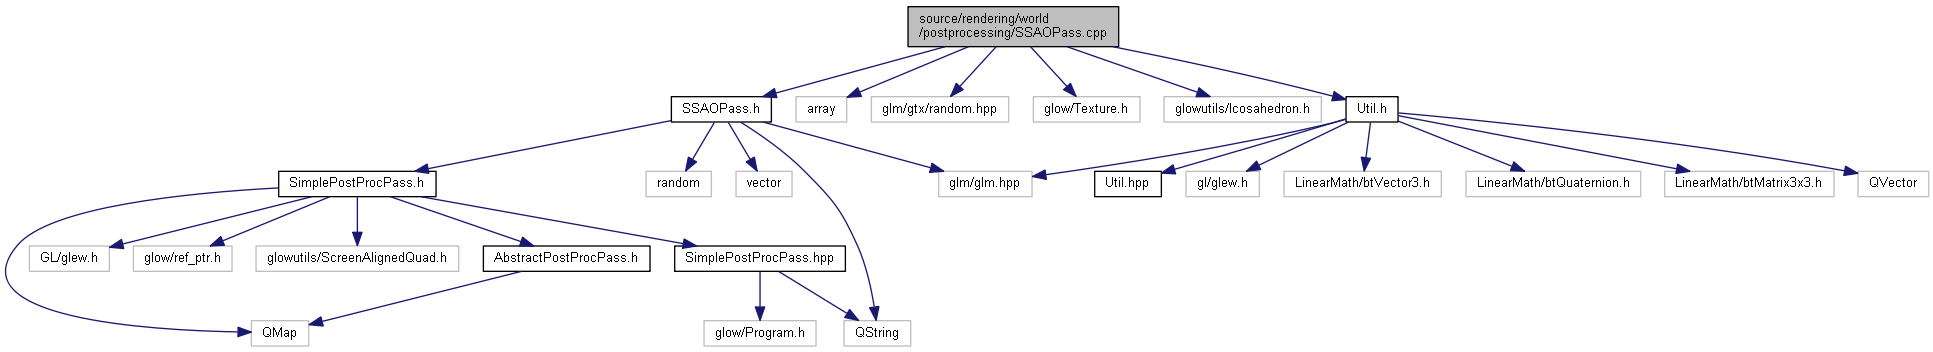 source/rendering/world
/postprocessing/SSAOPass.cpp
SSAOPass.h
array
glm/gtx/random.hpp
glow/Texture.h
glowutils/Icosahedron.h
Util.h
SimplePostProcPass.h
random
vector
glm/glm.hpp
Util.hpp
gl/glew.h
LinearMath/btVector3.h
LinearMath/btQuaternion.h
LinearMath/btMatrix3x3.h
QVector
GL/glew.h
glow/ref_ptr.h
glowutils/ScreenAlignedQuad.h
AbstractPostProcPass.h
SimplePostProcPass.hpp
QMap
glow/Program.h
QString